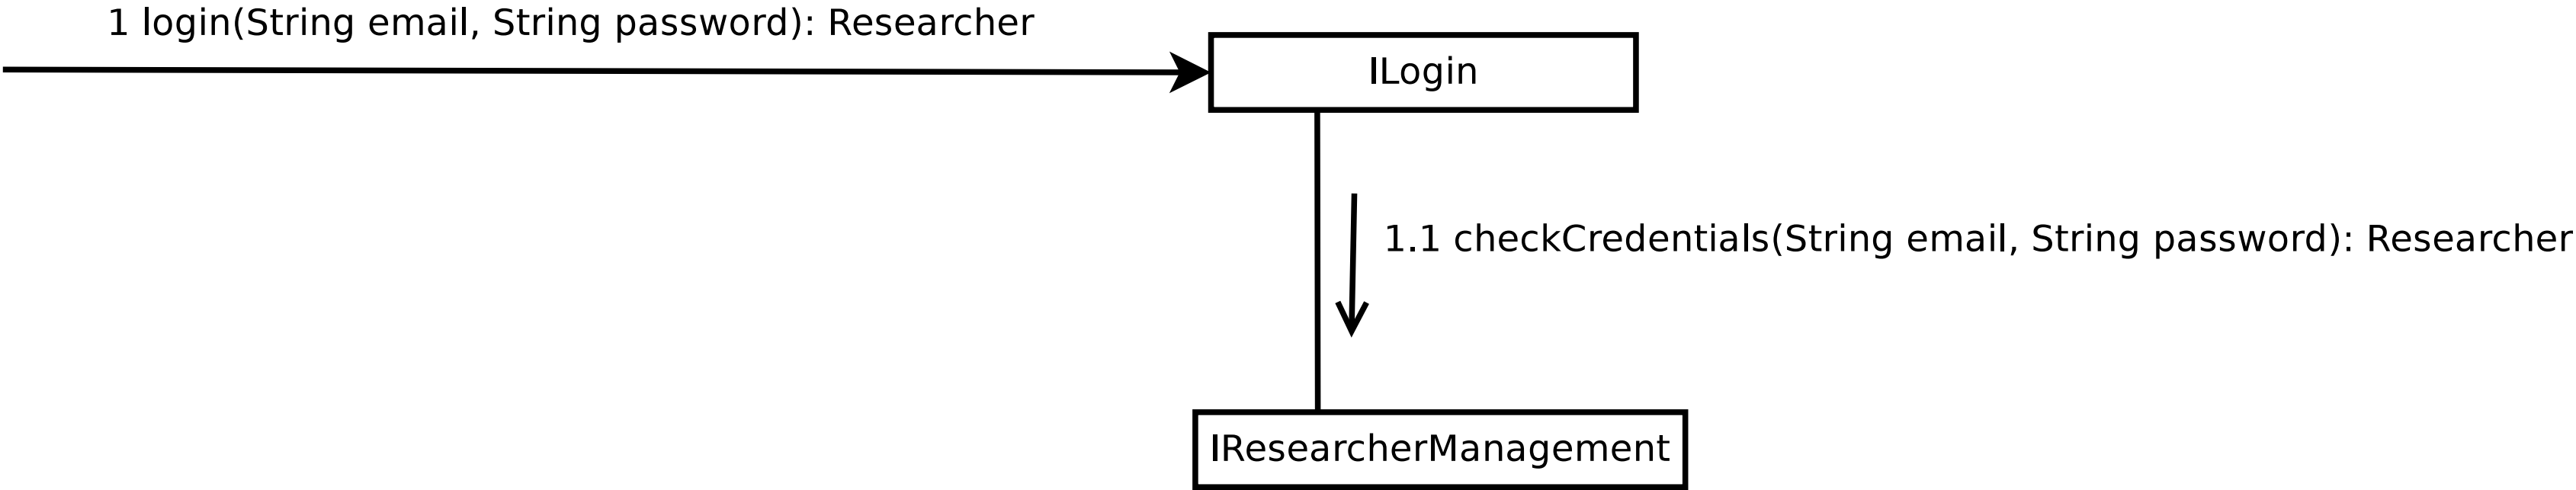 1 login(String email, String password): Researcher
ILogin
1.1 checkCredentials(String email, String password): Researcher
IResearcherManagement